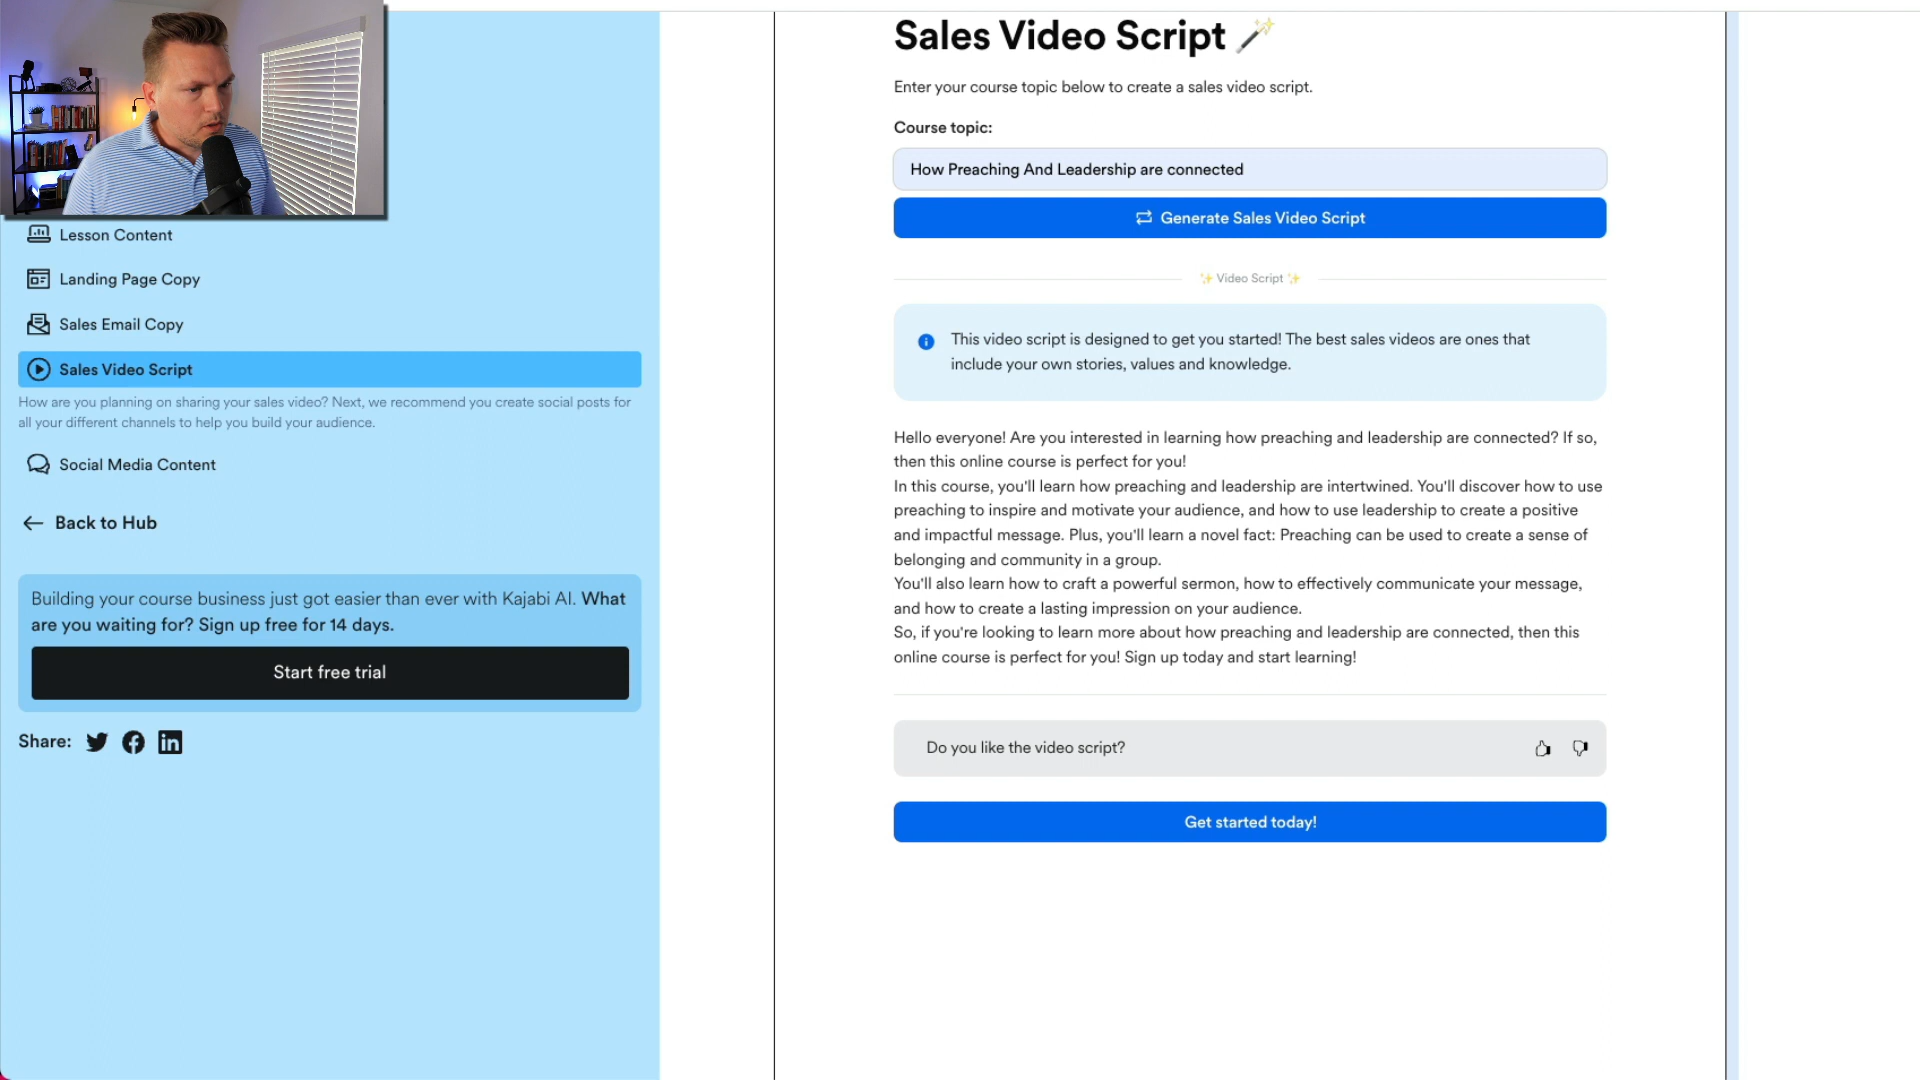 Lesson Content
Landing Page Copy
Sales Email Copy
Sales Video Script
How are you planning on sharing your sales video? Next, we recommend you create social posts for
all your different channels to help you build your audience.
Social Media Content
Back to Hub
Building your course business just got easier than ever with Kajabi AI. What
are you waiting for? Sign up free for 14 days.
Start free trial
Share:
Sales Video Script
Enter your course topic below to create a sales video script.
Course topic:
How Preaching And Leadership are connected
Generate Sales Video Script
✨ Video Script ✨
This video script is designed to get you started! The best sales videos are ones that
include your own stories, values and knowledge.
Hello everyone! Are you interested in learning how preaching and leadership are connected? If so,
then this online course is perfect for you!
In this course, you'll learn how preaching and leadership are intertwined. You'll discover how to use
preaching to inspire and motivate your audience, and how to use leadership to create a positive
and impactful message. Plus, you'll learn a novel fact: Preaching can be used to create a sense of
belonging and community in a group.
You'll also learn how to craft a powerful sermon, how to effectively communicate your message,
and how to create a lasting impression on your audience.
So, if you're looking to learn more about how preaching and leadership are connected, then this
online course is perfect for you! Sign up today and start learning!
Do you like the video script?
Get started today!